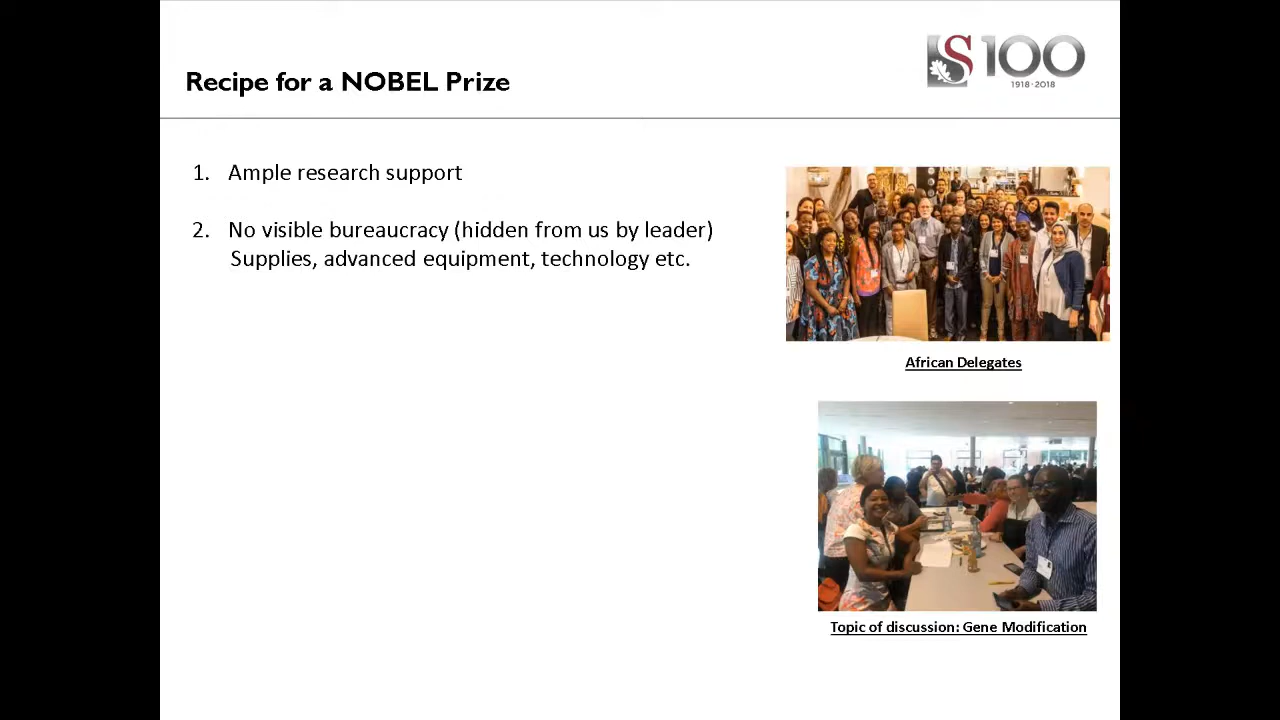 Recipe for a NOBEL Prize
S 100
1918 · 2018
1. Ample research support
2. No visible bureaucracy (hidden from us by leader)
Supplies, advanced equipment, technology etc.
African Delegates
Topic of discussion: Gene Modification